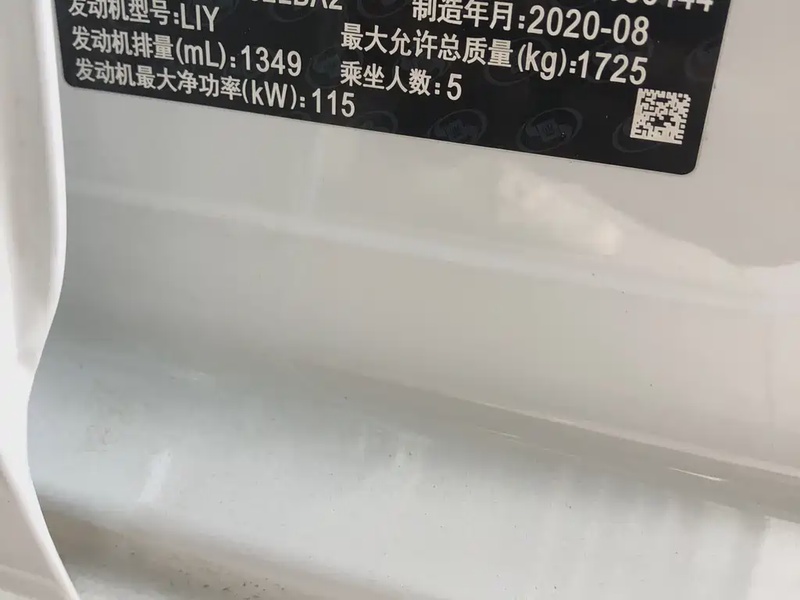 制造年月:2020-08
发动机型号:LIY
最大允许总质量(kg):1725
发动机排量(mL):1349
乘坐人数:5
发动机最大净功率(kW):115